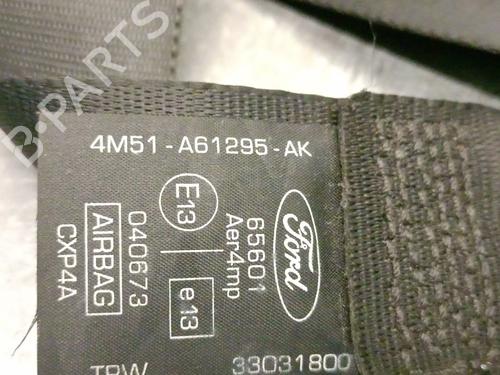 B-PARTS
4M51-A61295-AK
Ford
65601
Aer4mp
E13
e13
040673
AIRBAG
CXP4A
TRW 33031800